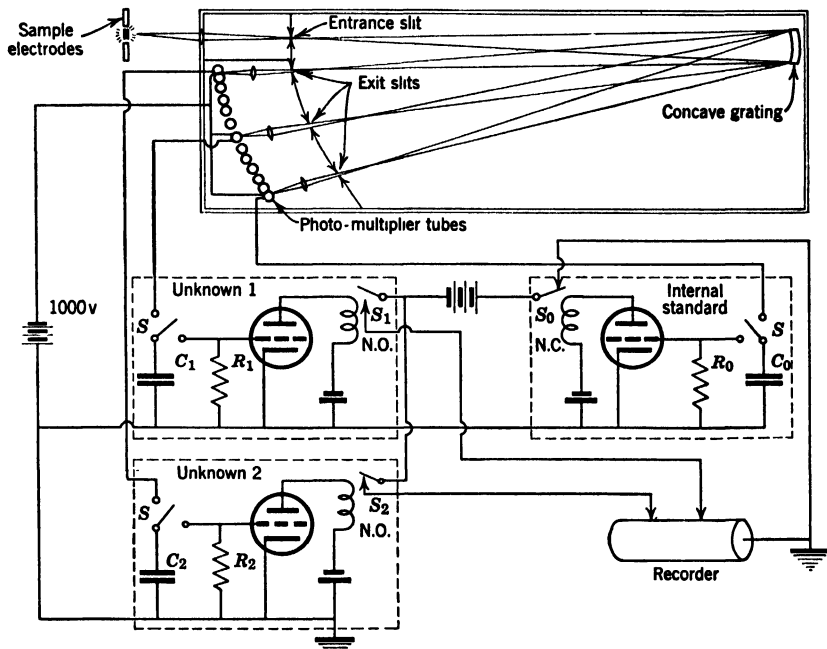 Sample
electrodes
Entrance slit
Exit slits
Concave grating
Photo-multiplier tubes
1000 v
Unknown 1
S
C1
R1
S1
N.O.
Internal
standard
S0
N.C.
R0
S
C0
Unknown 2
S
C2
R2
S2
N.O.
Recorder